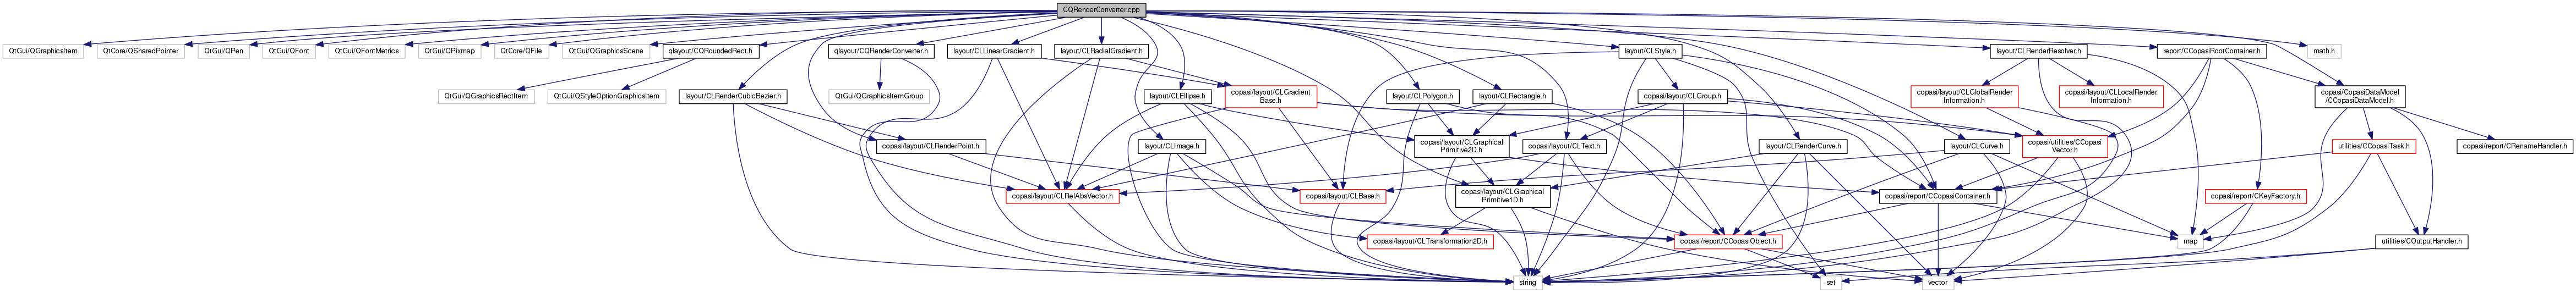 CQRenderConverter.cpp
QtGui/QGraphicsItem
QtCore/QSharedPointer
QtGui/QPen
QtGui/QFont
QtGui/QFontMetrics
QtGui/QPixmap
QtCore/QFile
QtGui/QGraphicsScene
qlayout/CQRoundedRect.h
qlayout/CQRenderConverter.h
layout/CLLinearGradient.h
layout/CLRadialGradient.h
layout/CLStyle.h
layout/CLRenderResolver.h
report/CCopasiRootContainer.h
math.h
QtGui/QGraphicsRectItem
QtGui/QStyleOptionGraphicsItem
layout/CLRenderCubicBezier.h
QtGui/QGraphicsItemGroup
layout/CLEllipse.h
copasi/layout/CLGradient
Base.h
layout/CLPolygon.h
layout/CLRectangle.h
copasi/layout/CLGroup.h
copasi/layout/CLGlobalRender
Information.h
copasi/layout/CLLocalRender
Information.h
copasi/CopasiDataModel
/CCopasiDataModel.h
copasi/layout/CLRenderPoint.h
layout/CLImage.h
copasi/layout/CLGraphical
Primitive2D.h
copasi/layout/CLText.h
layout/CLRenderCurve.h
layout/CLCurve.h
copasi/utilities/CCopasi
Vector.h
utilities/CCopasiTask.h
copasi/report/CRenameHandler.h
copasi/layout/CLRelAbsVector.h
copasi/layout/CLBase.h
copasi/layout/CLGraphical
Primitive1D.h
copasi/report/CCopasiContainer.h
copasi/report/CKeyFactory.h
copasi/layout/CLTransformation2D.h
copasi/report/CCopasiObject.h
map
utilities/COutputHandler.h
string
set
vector